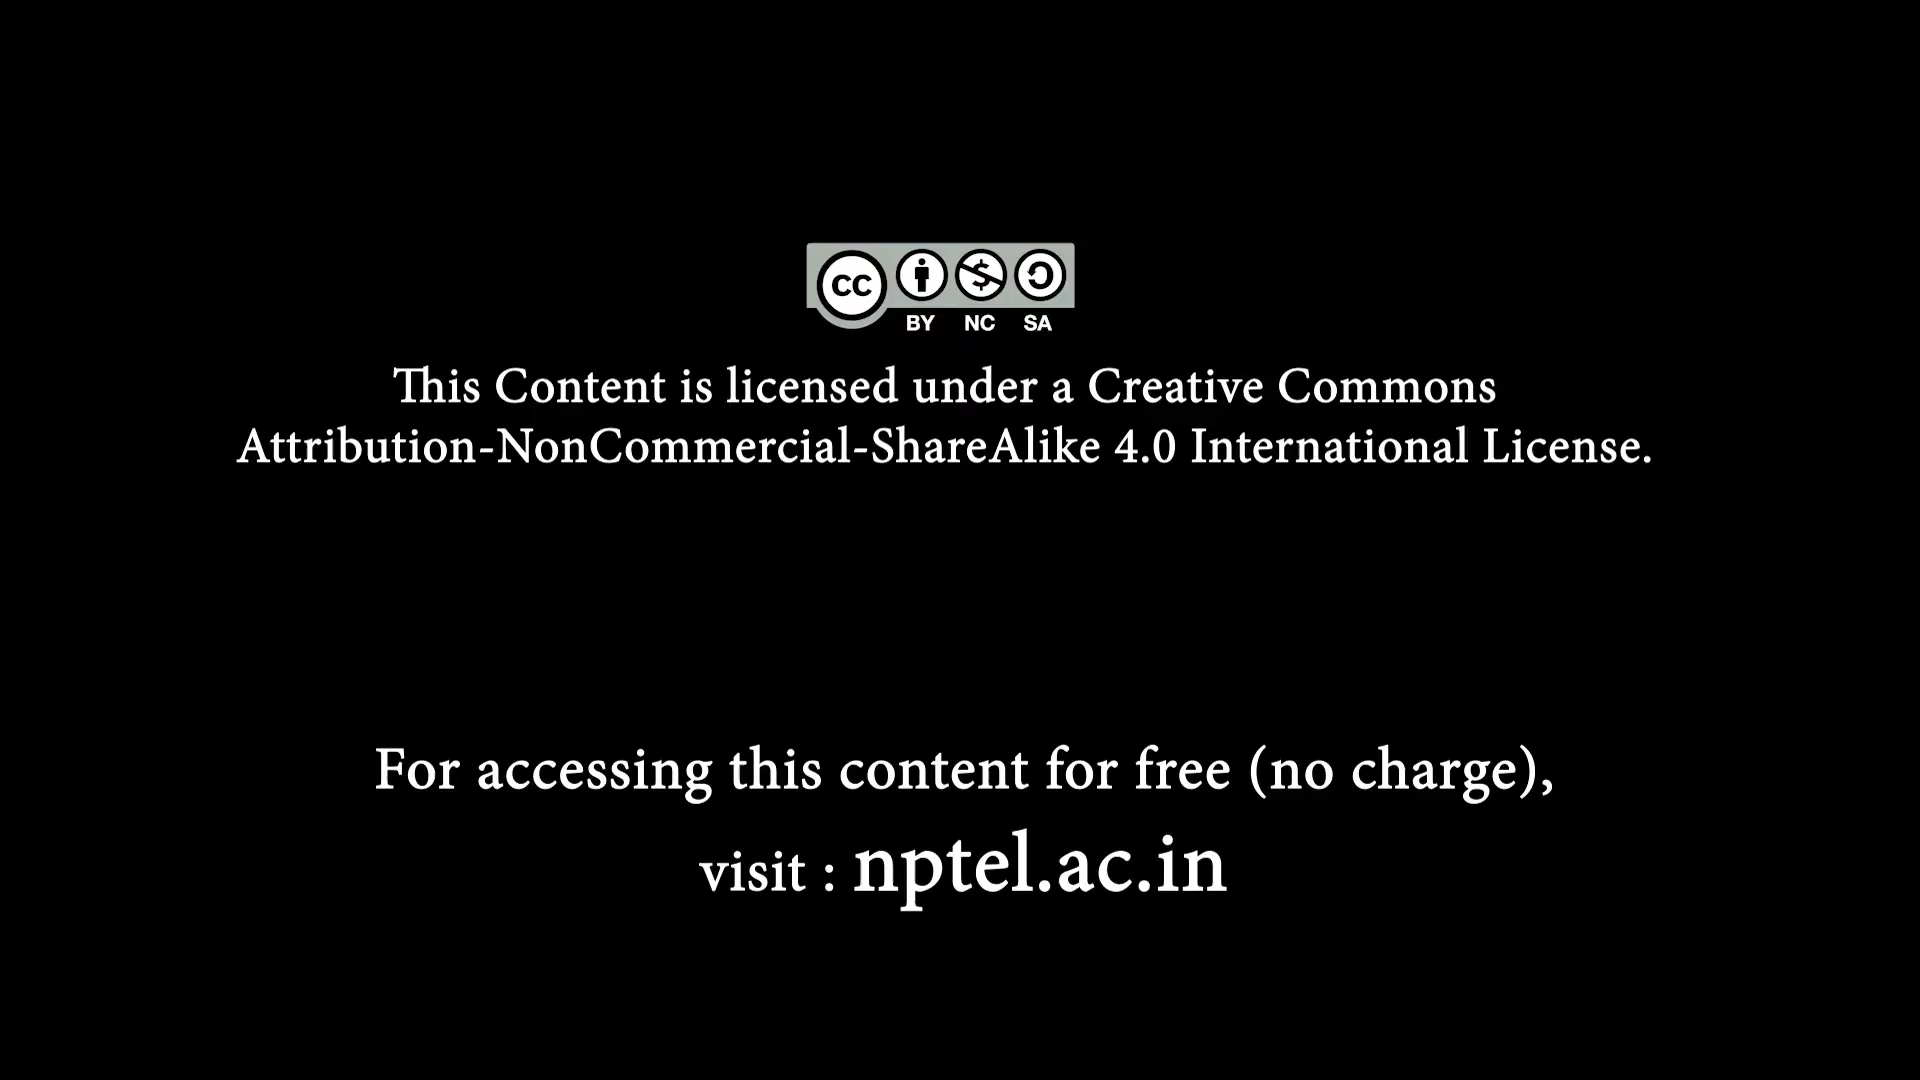 cc
BY NC SA
This Content is licensed under a Creative Commons
Attribution-NonCommercial-ShareAlike 4.0 International License.
For accessing this content for free (no charge),
visit : nptel.ac.in